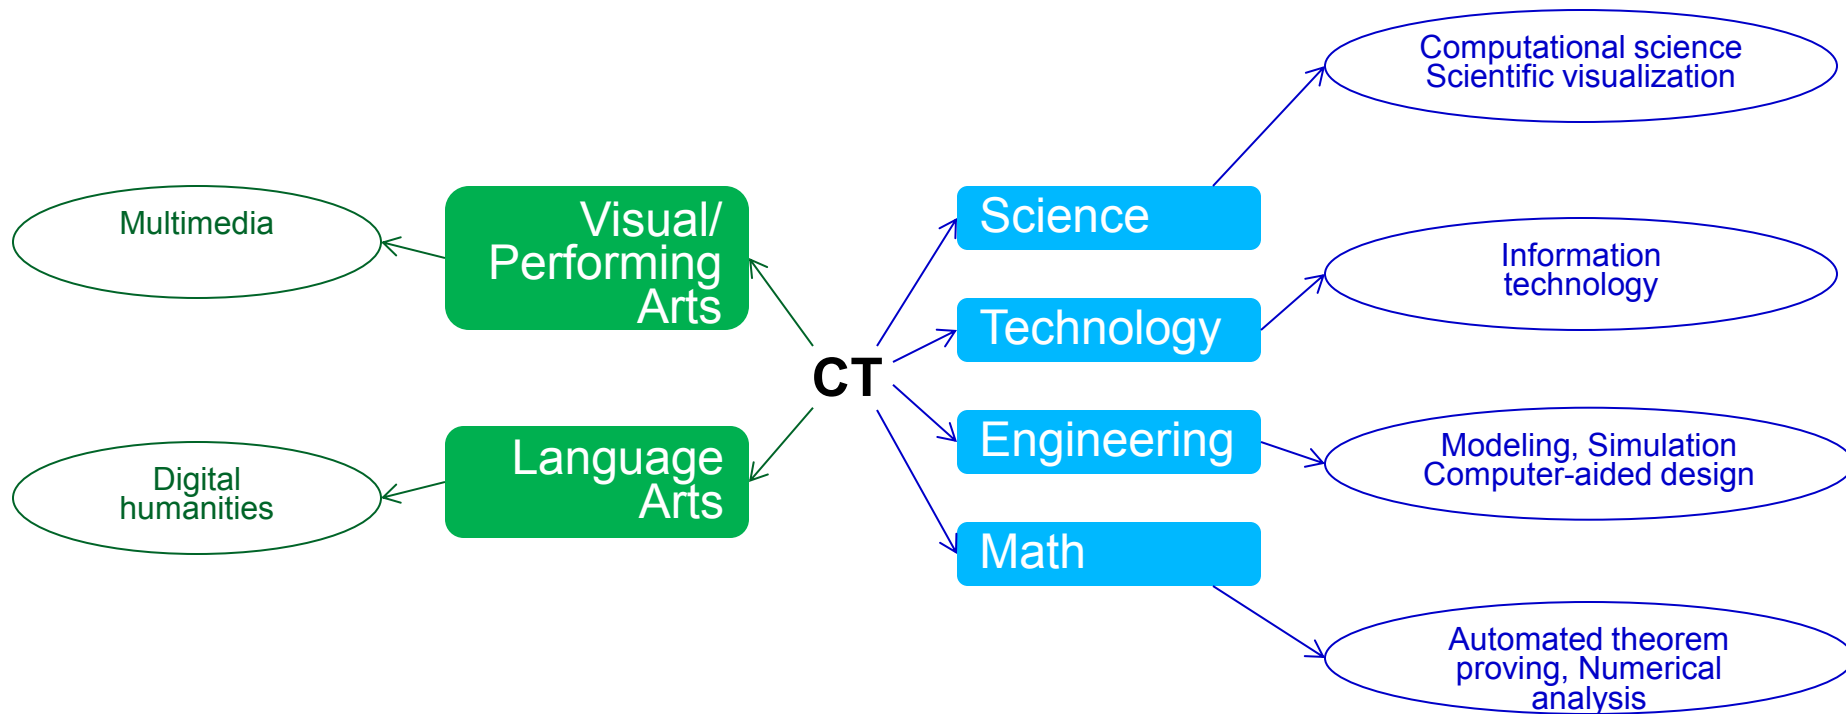 Multimedia
Visual/
Performing
Arts
Digital
humanities
Language
Arts
CT
Science
Computational science
Scientific visualization
Technology
Information
technology
Engineering
Modeling, Simulation
Computer-aided design
Math
Automated theorem
proving, Numerical
analysis